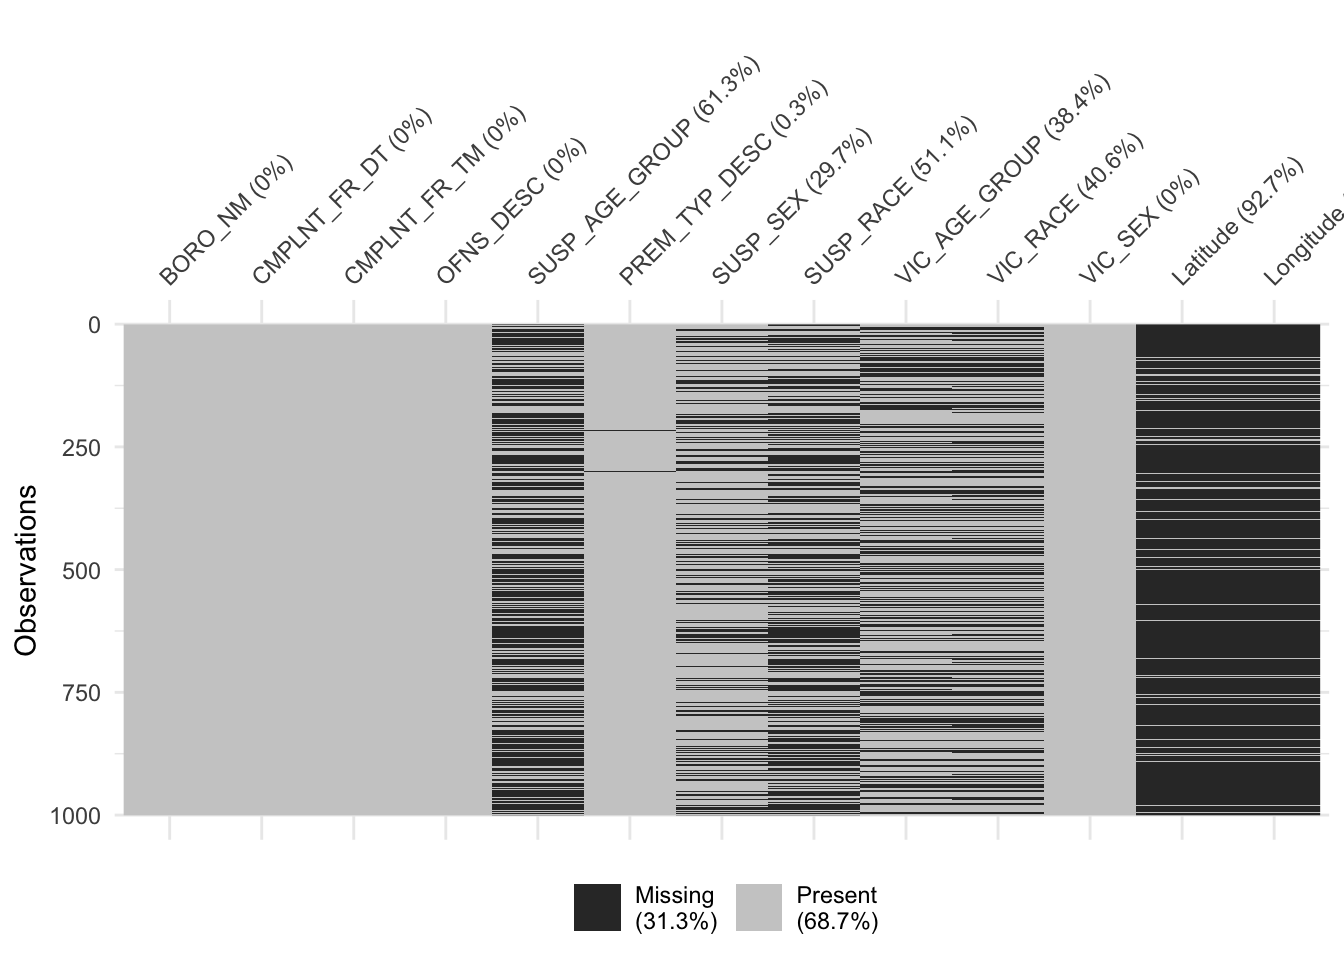 BORO_NM (0%)
CMPLNT_FR_DT (0%)
CMPLNT_FR_TM (0%)
OFNS_DESC (0%)
SUSP_AGE_GROUP (61.3%)
PREM_TYP_DESC (0.3%)
SUSP_SEX (29.7%)
SUSP_RACE (51.1%)
VIC_AGE_GROUP (38.4%)
VIC_RACE (40.6%)
VIC_SEX (0%)
Latitude (92.7%)
Longitude
0
250
500
750
1000
Observations
Missing
(31.3%)
Present
(68.7%)